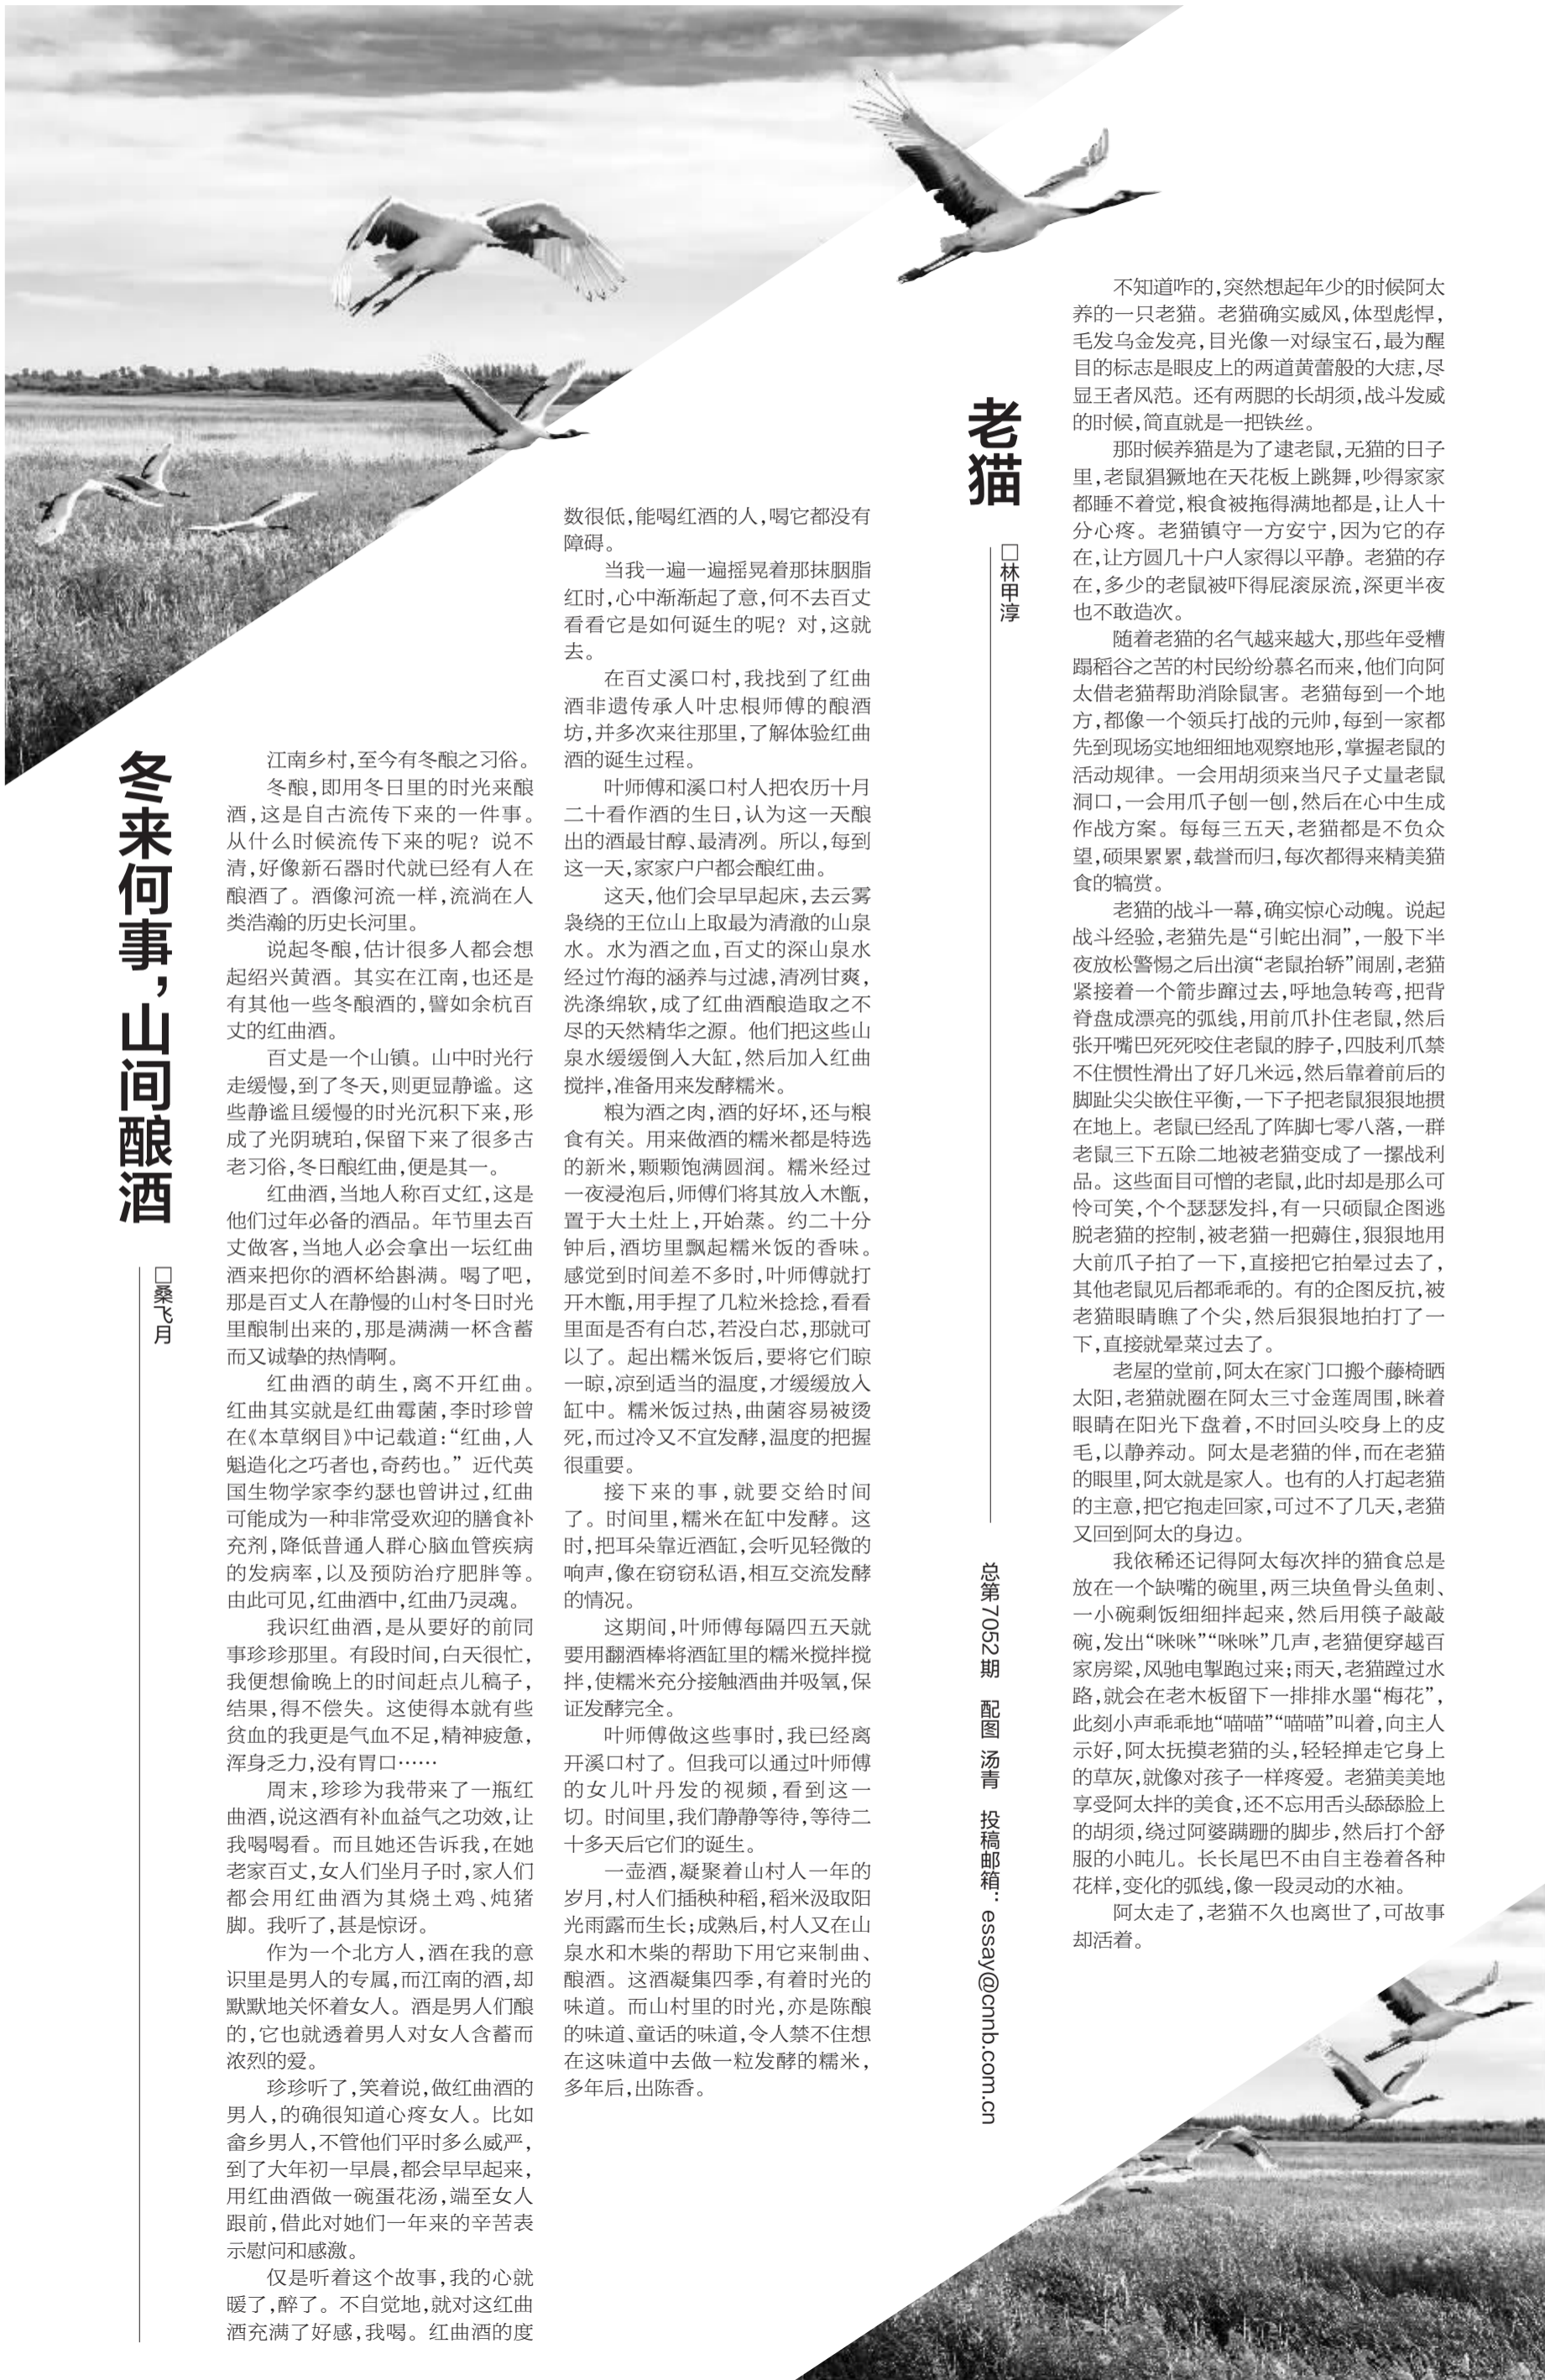 冬来何事，山间酿酒
□桑飞月
江南乡村，至今有冬酿之习俗。
冬酿，即用冬日里的时光来酿
酒，这是自古流传下来的一件事。
从什么时候流传下来的呢？说不
清，好像新石器时代就已经有人在
酿酒了。酒像河流一样，流淌在人
类浩瀚的历史长河里。
说起冬酿，估计很多人都会想
起绍兴黄酒。其实在江南，也还是
有其他一些冬酿酒的，譬如余杭百
丈的红曲酒。
百丈是一个山镇。山中时光行
走缓慢，到了冬天，则更显静谧。这
些静谧且缓慢的时光沉积下来，形
成了光阴琥珀，保留下来了很多古
老习俗，冬日酿红曲，便是其一。
红曲酒，当地人称百丈红，这是
他们过年必备的酒品。年节里去百
丈做客，当地人必会拿出一坛红曲
酒来把你的酒杯给斟满。喝了吧，
那是百丈人在静慢的山村冬日时光
里酿制出来的，那是满满一杯含蓄
而又诚挚的热情啊。
红曲酒的萌生，离不开红曲。
红曲其实就是红曲霉菌，李时珍曾
在《本草纲目》中记载道：“红曲，人
魁造化之巧者也，奇药也。”近代英
国生物学家李约瑟也曾讲过，红曲
可能成为一种非常受欢迎的膳食补
充剂，降低普通人群心脑血管疾病
的发病率，以及预防治疗肥胖等。
由此可见，红曲酒中，红曲乃灵魂。
我识红曲酒，是从要好的前同
事珍珍那里。有段时间，白天很忙，
我便想偷晚上的时间赶点儿稿子，
结果，得不偿失。这使得本就有些
贫血的我更是气血不足，精神疲惫，
浑身乏力，没有胃口……
周末，珍珍为我带来了一瓶红
曲酒，说这酒有补血益气之功效，让
我喝喝看。而且她还告诉我，在她
老家百丈，女人们坐月子时，家人们
都会用红曲酒为其烧土鸡、炖猪
脚。我听了，甚是惊讶。
作为一个北方人，酒在我的意
识里是男人的专属，而江南的酒，却
默默地关怀着女人。酒是男人们酿
的，它也就透着男人对女人含蓄而
浓烈的爱。
珍珍听了，笑着说，做红曲酒的
男人，的确很知道心疼女人。比如
畲乡男人，不管他们平时多么威严，
到了大年初一早晨，都会早早起来，
用红曲酒做一碗蛋花汤，端至女人
跟前，借此对她们一年来的辛苦表
示慰问和感激。
仅是听着这个故事，我的心就
暖了，醉了。不自觉地，就对这红曲
酒充满了好感，我喝。红曲酒的度
数很低，能喝红酒的人，喝它都没有
障碍。
当我一遍一遍摇晃着那抹胭脂
红时，心中渐渐起了意，何不去百丈
看看它是如何诞生的呢？对，这就
去。
在百丈溪口村，我找到了红曲
酒非遗传承人叶忠根师傅的酿酒
坊，并多次来往那里，了解体验红曲
酒的诞生过程。
叶师傅和溪口村人把农历十月
二十看作酒的生日，认为这一天酿
出的酒最甘醇、最清冽。所以，每到
这一天，家家户户都会酿红曲。
这天，他们会早早起床，去云雾
袅绕的王位山上取最为清澈的山泉
水。水为酒之血，百丈的深山泉水
经过竹海的涵养与过滤，清冽甘爽，
洗涤绵软，成了红曲酒酿造取之不
尽的天然精华之源。他们把这些山
泉水缓缓倒入大缸，然后加入红曲
搅拌，准备用来发酵糯米。
粮为酒之肉，酒的好坏，还与粮
食有关。用来做酒的糯米都是特选
的新米，颗颗饱满圆润。糯米经过
一夜浸泡后，师傅们将其放入木甑，
置于大土灶上，开始蒸。约二十分
钟后，酒坊里飘起糯米饭的香味。
感觉到时间差不多时，叶师傅就打
开木甑，用手捏了几粒米捻捻，看看
里面是否有白芯，若没白芯，那就可
以了。起出糯米饭后，要将它们晾
一晾，凉到适当的温度，才缓缓放入
缸中。糯米饭过热，曲菌容易被烫
死，而过冷又不宜发酵，温度的把握
很重要。
接下来的事，就要交给时间
了。时间里，糯米在缸中发酵。这
时，把耳朵靠近酒缸，会听见轻微的
响声，像在窃窃私语，相互交流发酵
的情况。
这期间，叶师傅每隔四五天就
要用翻酒棒将酒缸里的糯米搅拌搅
拌，使糯米充分接触酒曲并吸氧，保
证发酵完全。
叶师傅做这些事时，我已经离
开溪口村了。但我可以通过叶师傅
的女儿叶丹发的视频，看到这一
切。时间里，我们静静等待，等待二
十多天后它们的诞生。
一壶酒，凝聚着山村人一年的
岁月，村人们插秧种稻，稻米汲取阳
光雨露而生长；成熟后，村人又在山
泉水和木柴的帮助下用它来制曲、
酿酒。这酒凝集四季，有着时光的
味道。而山村里的时光，亦是陈酿
的味道、童话的味道，令人禁不住想
在这味道中去做一粒发酵的糯米，
多年后，出陈香。
老猫
□林甲淳
不知道咋的，突然想起年少的时候阿太
养的一只老猫。老猫确实威风，体型彪悍，
毛发乌金发亮，目光像一对绿宝石，最为醒
目的标志是眼皮上的两道黄蕾般的大痣，尽
显王者风范。还有两腮的长胡须，战斗发威
的时候，简直就是一把铁丝。
那时候养猫是为了逮老鼠，无猫的日子
里，老鼠猖獗地在天花板上跳舞，吵得家家
都睡不着觉，粮食被拖得满地都是，让人十
分心疼。老猫镇守一方安宁，因为它的存
在，让方圆几十户人家得以平静。老猫的存
在，多少的老鼠被吓得屁滚尿流，深更半夜
也不敢造次。
随着老猫的名气越来越大，那些年受糟
蹋稻谷之苦的村民纷纷慕名而来，他们向阿
太借老猫帮助消除鼠害。老猫每到一个地
方，都像一个领兵打战的元帅，每到一家都
先到现场实地细细地观察地形，掌握老鼠的
活动规律。一会用胡须来当尺子丈量老鼠
洞口，一会用爪子刨一刨，然后在心中生成
作战方案。每每三五天，老猫都是不负众
望，硕果累累，载誉而归，每次都得来精美猫
食的犒赏。
老猫的战斗一幕，确实惊心动魄。说起
战斗经验，老猫先是“引蛇出洞”，一般下半
夜放松警惕之后出演“老鼠抬轿”闹剧，老猫
紧接着一个箭步蹿过去，呼地急转弯，把背
脊盘成漂亮的弧线，用前爪扑住老鼠，然后
张开嘴巴死死咬住老鼠的脖子，四肢利爪禁
不住惯性滑出了好几米远，然后靠着前后的
脚趾尖尖嵌住平衡，一下子把老鼠狠狠地掼
在地上。老鼠已经乱了阵脚七零八落，一群
老鼠三下五除二地被老猫变成了一摞战利
品。这些面目可憎的老鼠，此时却是那么可
怜可笑，个个瑟瑟发抖，有一只硕鼠企图逃
脱老猫的控制，被老猫一把薅住，狠狠地用
大前爪子拍了一下，直接把它拍晕过去了，
其他老鼠见后都乖乖的。有的企图反抗，被
老猫眼睛瞧了个尖，然后狠狠地拍打了一
下，直接就晕菜过去了。
老屋的堂前，阿太在家门口搬个藤椅晒
太阳，老猫就圈在阿太三寸金莲周围，眯着
眼睛在阳光下盘着，不时回头咬身上的皮
毛，以静养动。阿太是老猫的伴，而在老猫
的眼里，阿太就是家人。也有的人打起老猫
的主意，把它抱走回家，可过不了几天，老猫
又回到阿太的身边。
我依稀还记得阿太每次拌的猫食总是
放在一个缺嘴的碗里，两三块鱼骨头鱼刺、
一小碗剩饭细细拌起来，然后用筷子敲敲
碗，发出“咪咪”“咪咪”几声，老猫便穿越百
家房梁，风驰电掣跑过来；雨天，老猫蹚过水
路，就会在老木板留下一排排水墨“梅花”，
此刻小声乖乖地“喵喵”“喵喵”叫着，向主人
示好，阿太抚摸老猫的头，轻轻掸走它身上
的草灰，就像对孩子一样疼爱。老猫美美地
享受阿太拌的美食，还不忘用舌头舔舔脸上
的胡须，绕过阿婆蹒跚的脚步，然后打个舒
服的小盹儿。长长尾巴不由自主卷着各种
花样，变化的弧线，像一段灵动的水袖。
阿太走了，老猫不久也离世了，可故事
却活着。
总第7052期 配图 汤青 投稿邮箱：essay@cnnb.com.cn